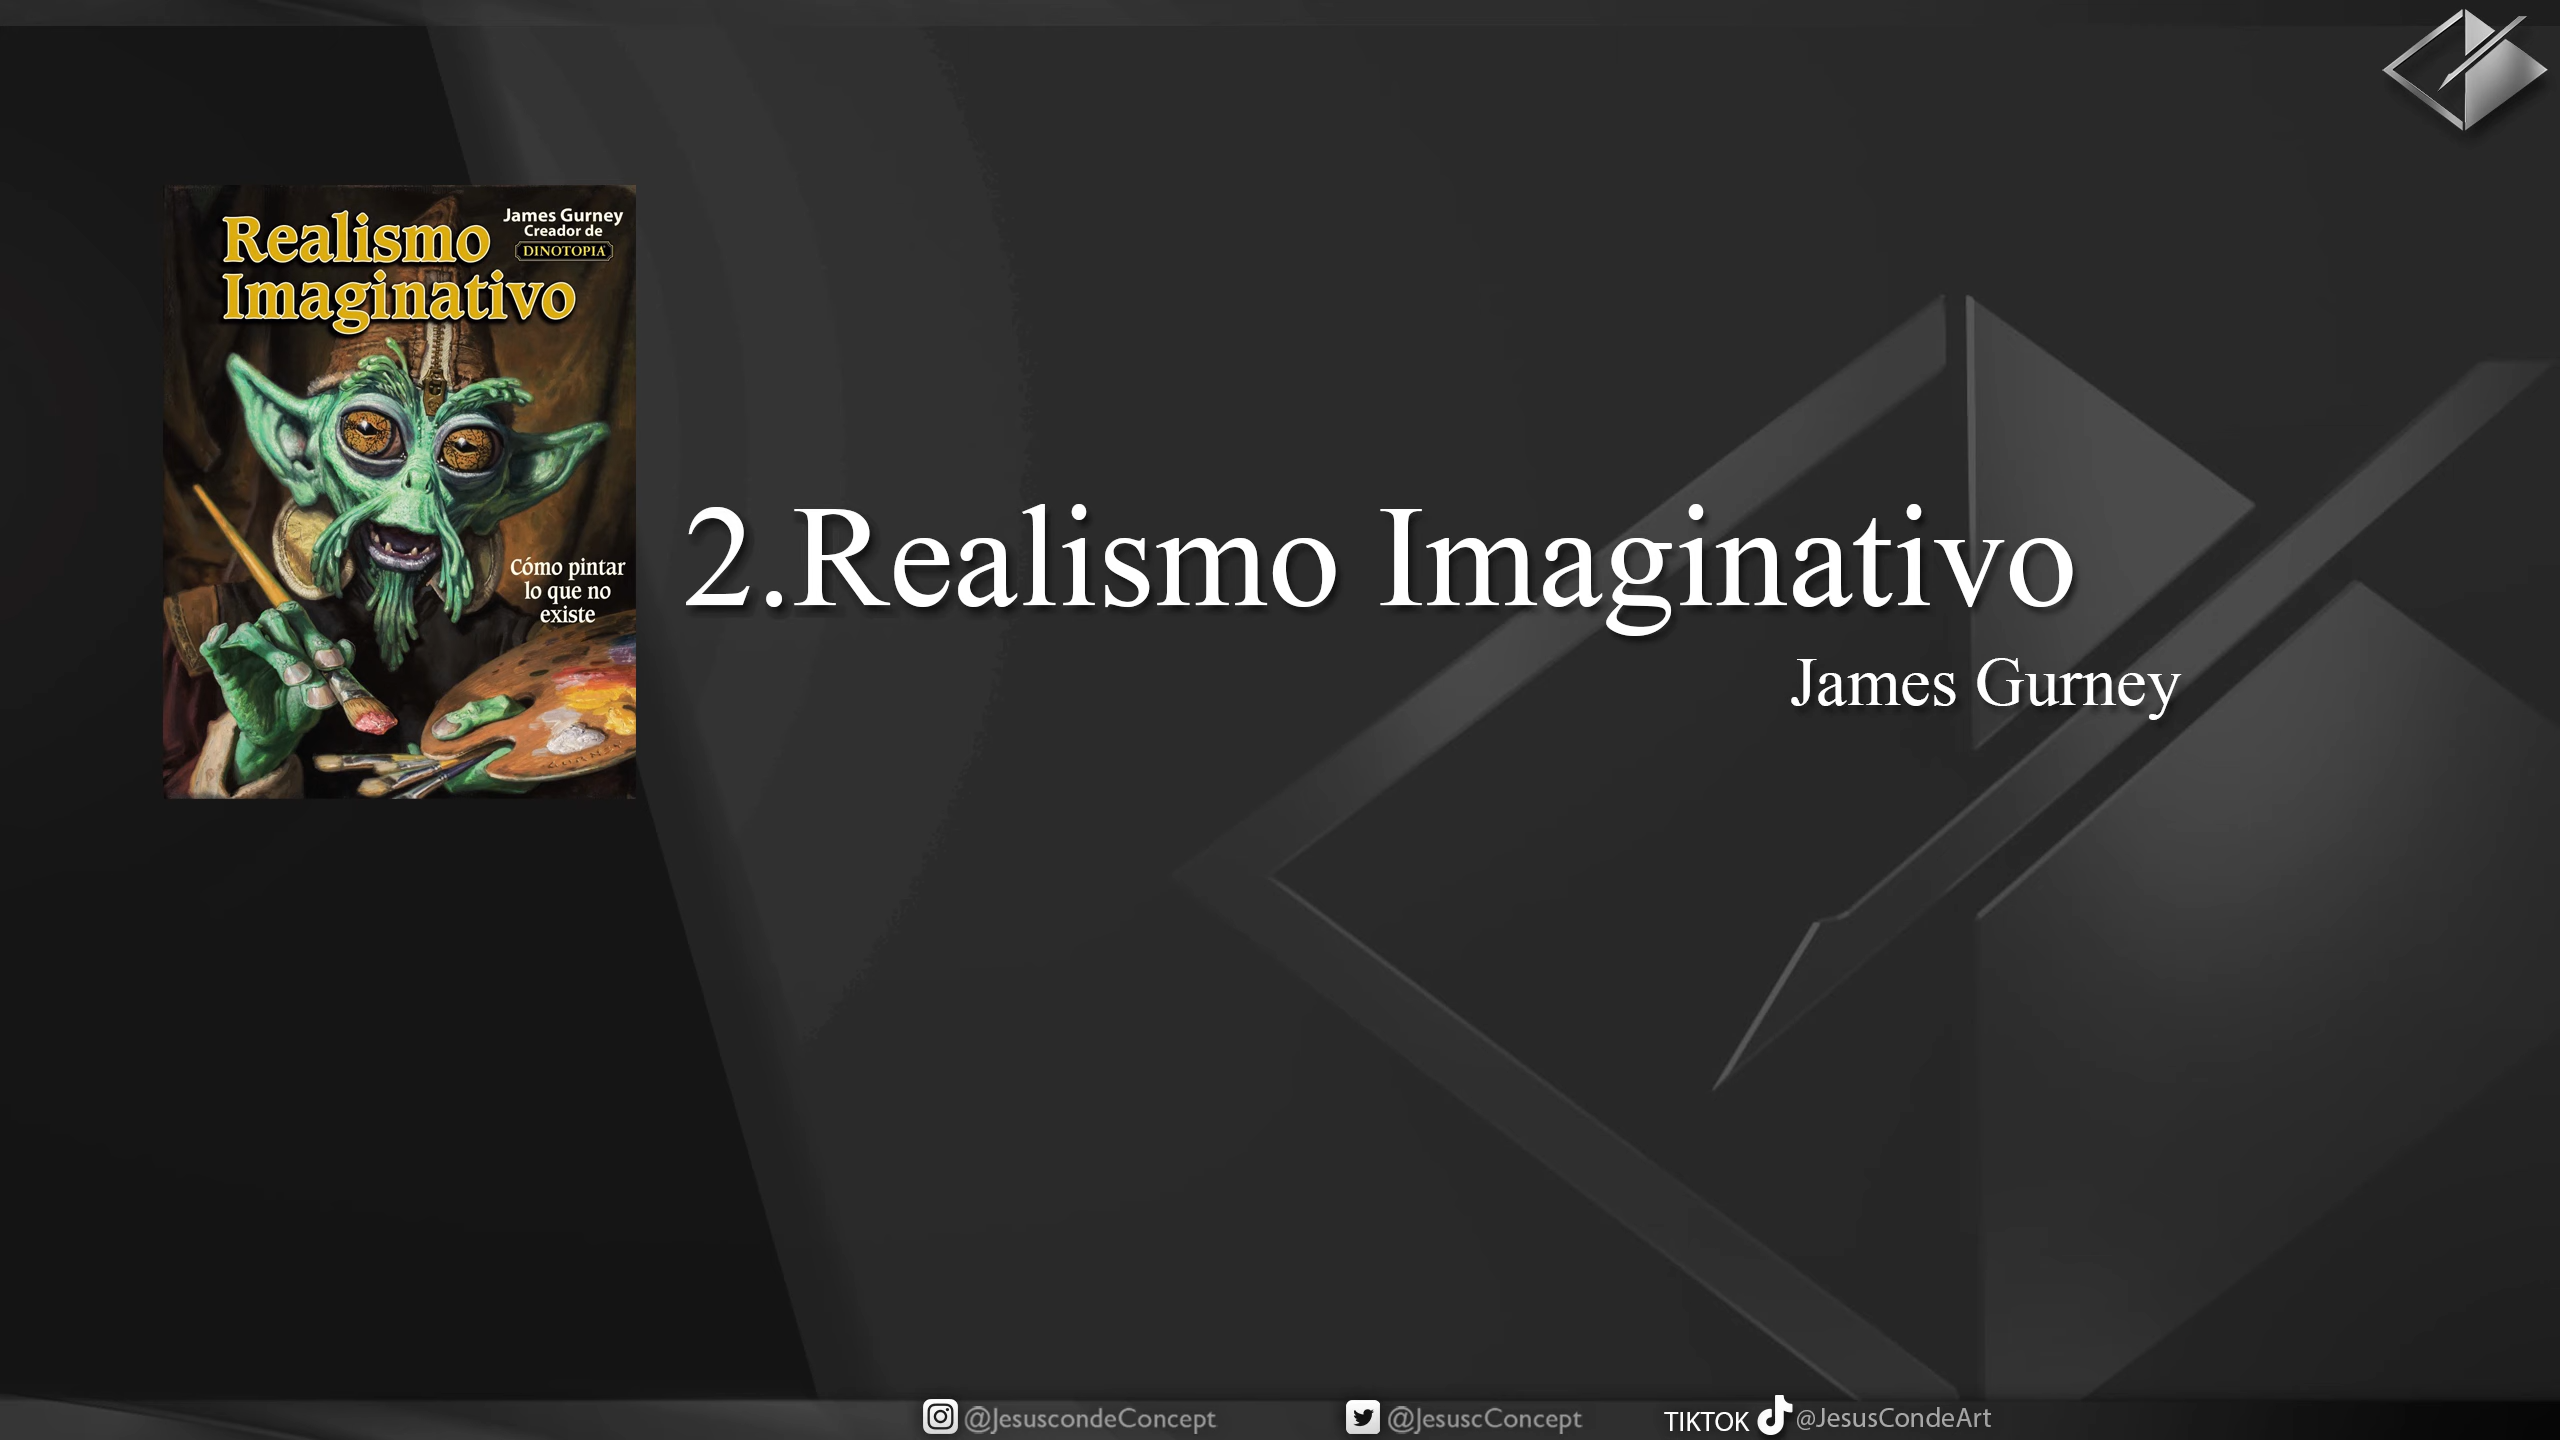 Realismo
Imaginativo
James Gurney
Creador de
DINOTOPIA
Cómo pintar
lo que no
existe
GURNEY
2.Realismo Imaginativo
James Gurney
@JesuscondeConcept
@JesuscConcept
TIKTOK @JesusCondeArt